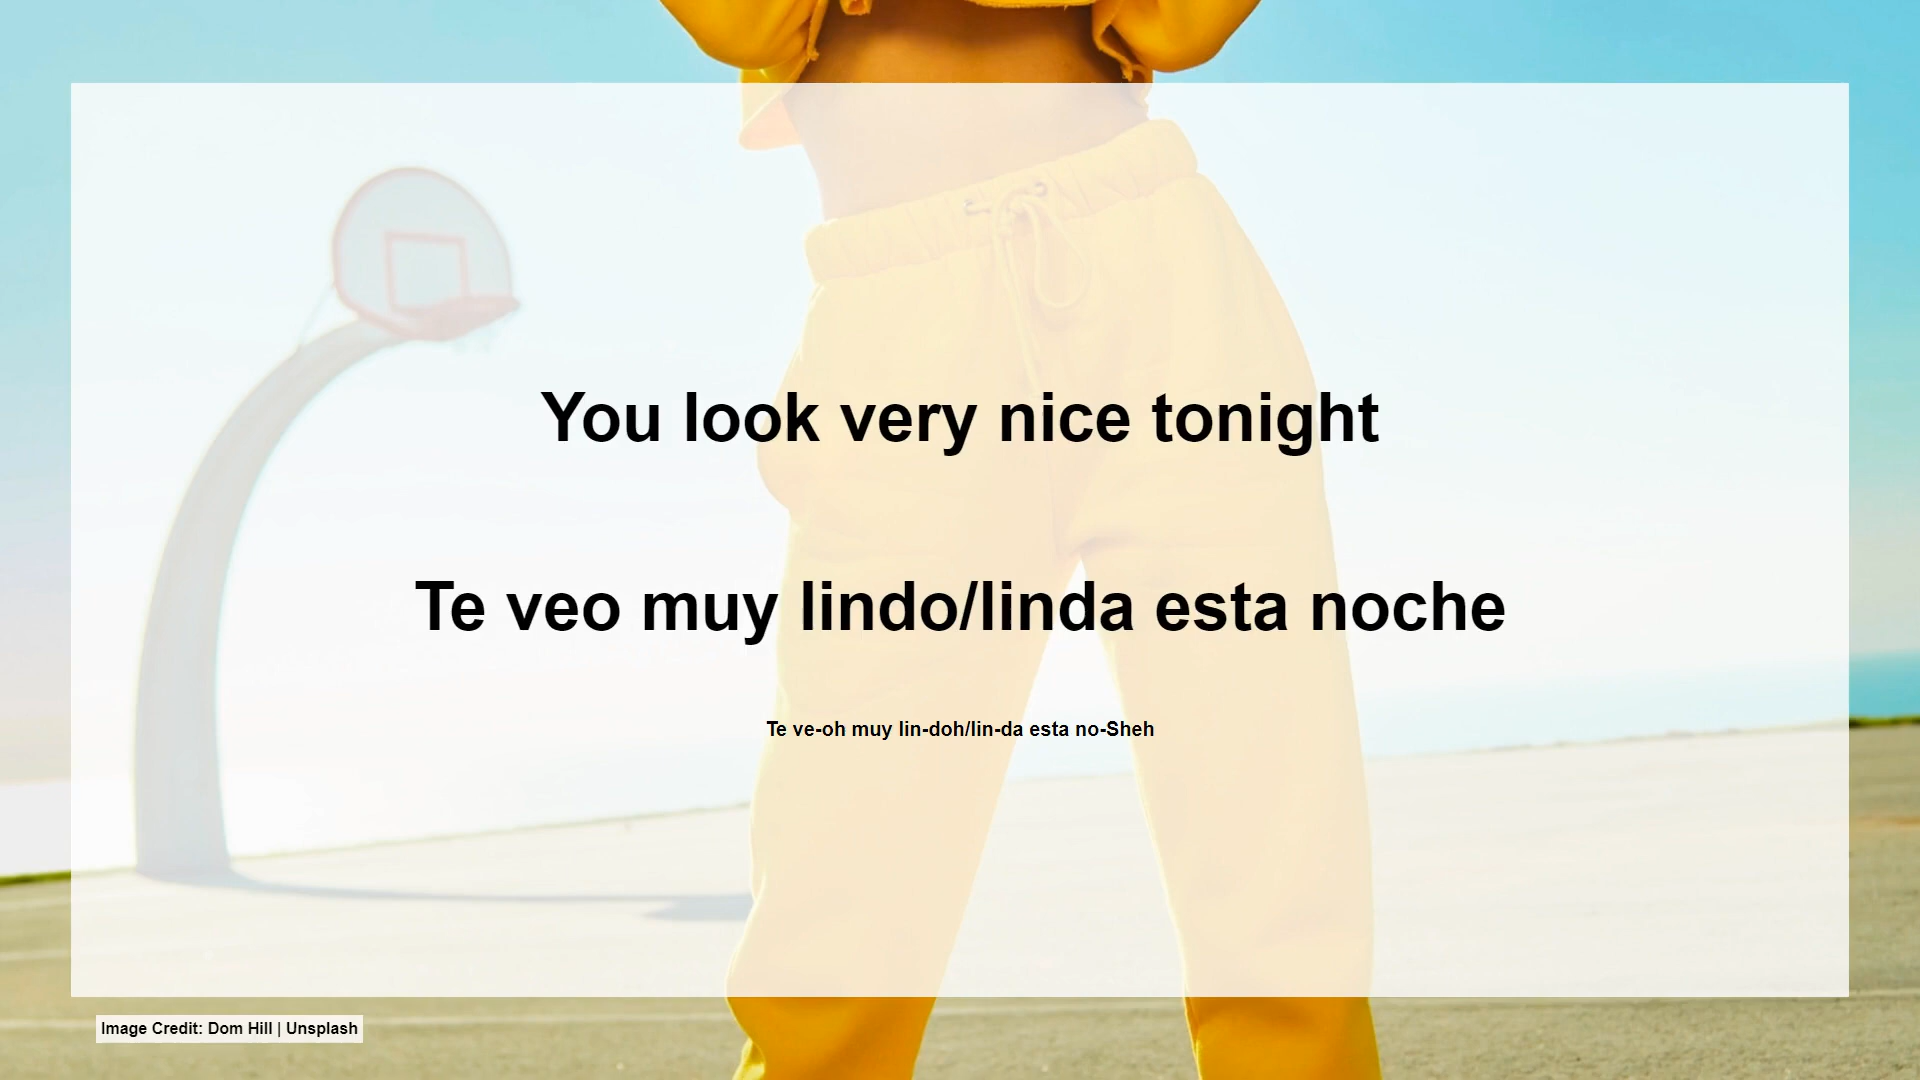 You look very nice tonight
Te veo muy lindo/linda esta noche
Te ve-oh muy lin-doh/lin-da esta no-Sheh
Image Credit: Dom Hill | Unsplash